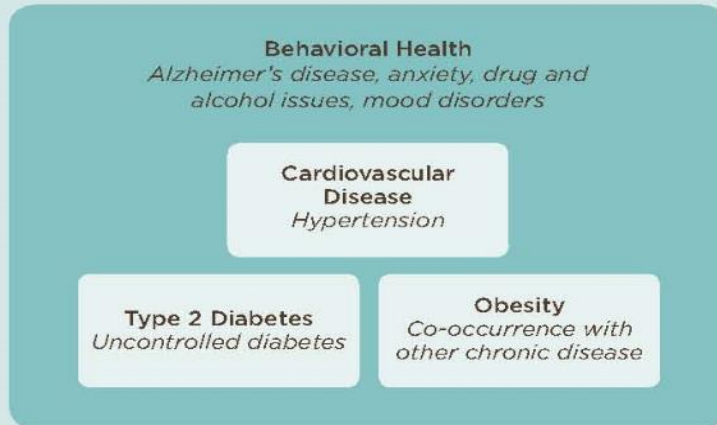 Behavioral Health
Alzheimer's disease, anxiety, drug and
alcohol issues, mood disorders
Cardiovascular
Disease
Hypertension
Type 2 Diabetes
Uncontrolled diabetes
Obesity
Co-occurrence with
other chronic disease